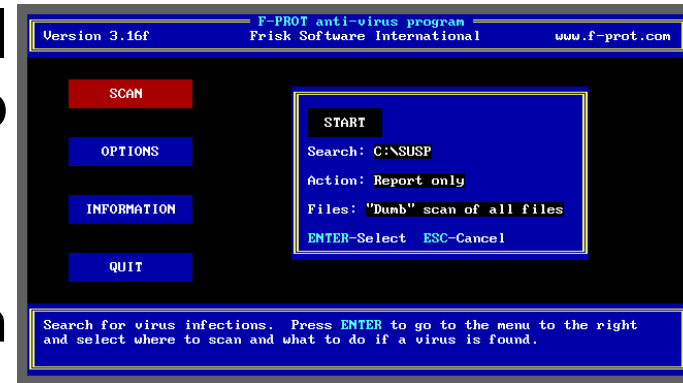 F-PROT anti-virus program
Version 3.16f Frisk Software International www.f-prot.com
SCAN
OPTIONS
INFORMATION
QUIT
START
Search: C:\SUSP
Action: Report only
Files: "Dumb" scan of all files
ENTER-Select ESC-Cancel
Search for virus infections. Press ENTER to go to the menu to the right
and select where to scan and what to do if a virus is found.